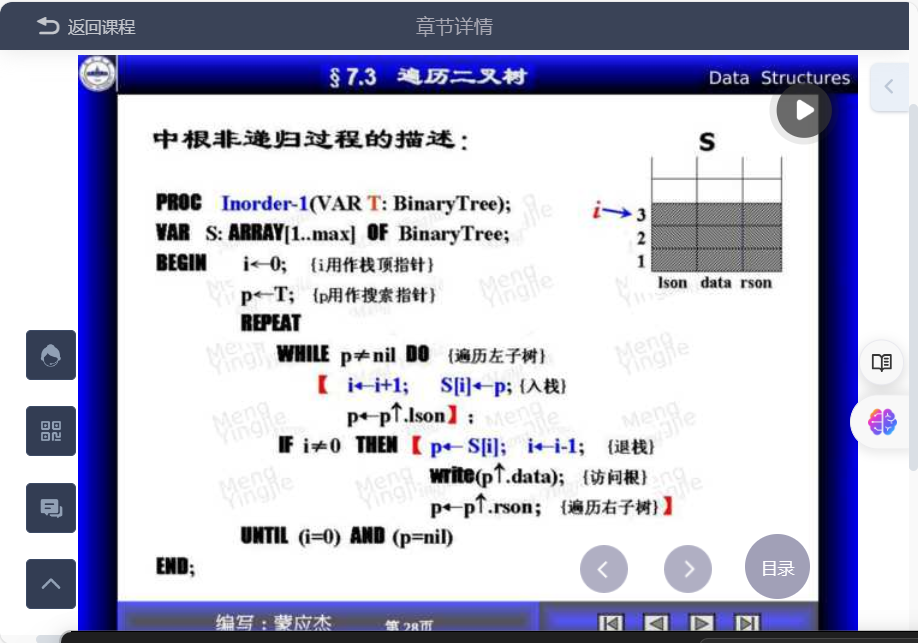 返回课程
章节详情
§7.3 遍历二叉树
Data Structures
中根非递归过程的描述：
S
PROC Inorder-1(VAR T: BinaryTree);
VAR S: ARRAY[1..max] OF BinaryTree;
BEGIN i←0; {i用作栈顶指针}
p←T; {p用作搜索指针}
REPEAT
WHILE p≠nil DO {遍历左子树}
【 i←i+1; S[i]←p; {入栈}
p←p↑.lson】;
IF i≠0 THEN【 p← S[i]; i←i-1; {退栈}
write(p↑.data); {访问根}
p←p↑.rson; {遍历右子树}】
UNTIL (i=0) AND (p=nil)
END;
i
3
2
1
lson data rson
Meng
Yingjie
目录
编写：蒙应杰
第28页